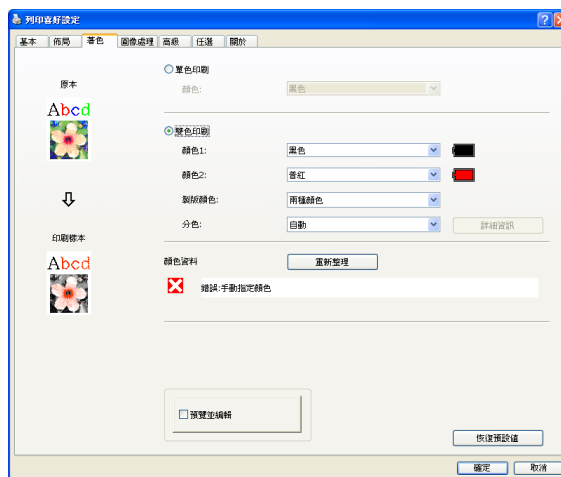 列印喜好設定
基本 佈局 著色 圖像處理 高級 任選 關於
單色印刷
顏色: 黑色
原本
Abcd
雙色印刷
顏色1: 黑色
顏色2: 普紅
製版顏色: 兩種顏色
分色: 自動 詳細資訊
印刷標本
Abcd
顏色資料 重新整理
錯誤:手動指定顏色
預覽並編輯
恢復預設值
確定 取消